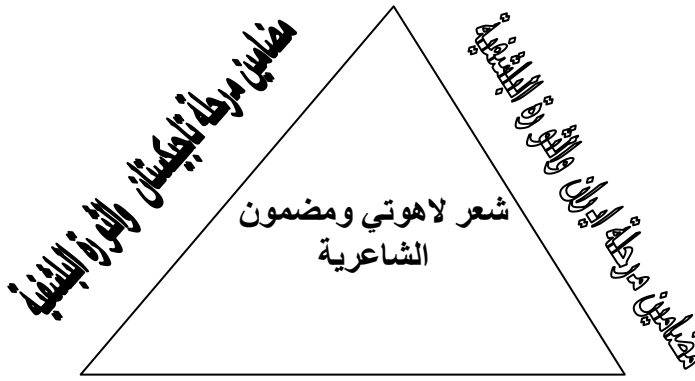 مضامين مرحلة ايران والثورة البلشفية
مضامين مرحلة تاجيكستان والثورة البلشفية
شعر لاهوتي ومضمون
الشاعرية